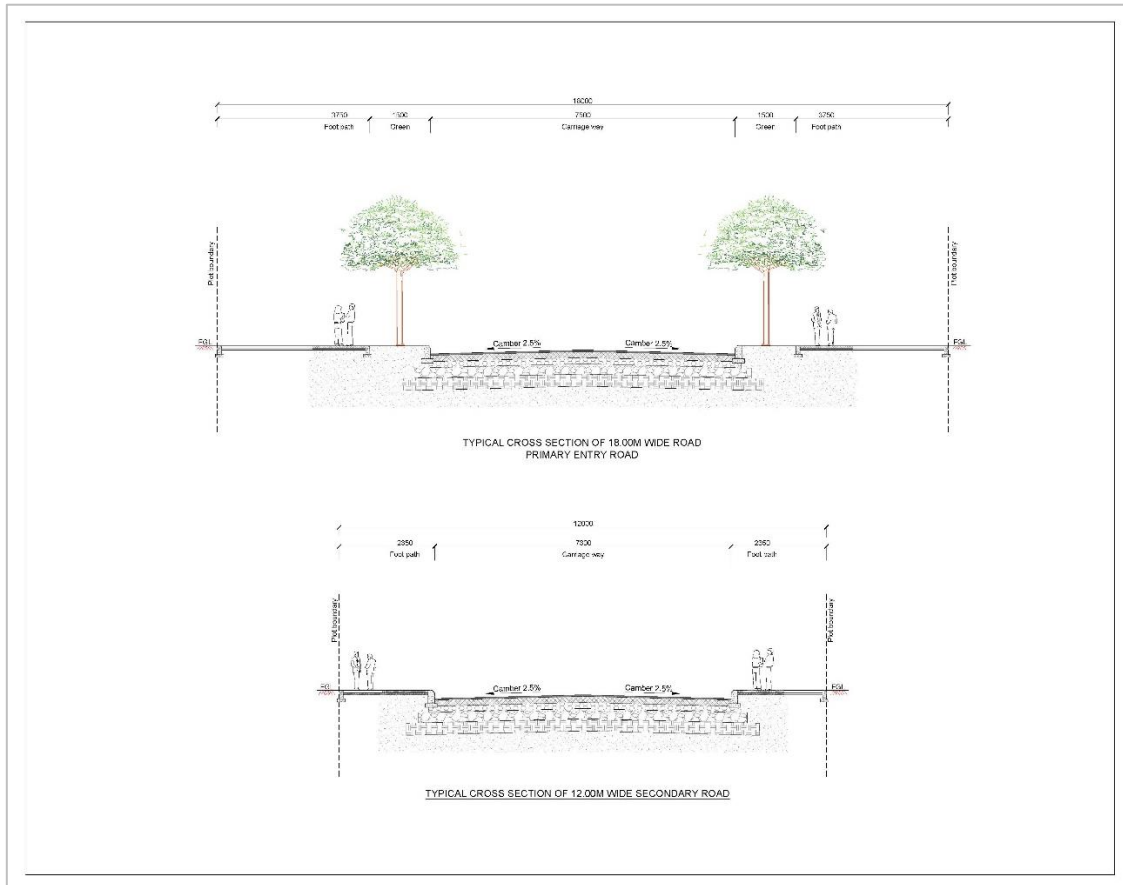 18000
3750 1500 7500 1500 3750
Foot path Green Carriage way Green Foot path
Plot boundary
Plot boundary
FGL Camber 2.5% Camber 2.5% FGL
TYPICAL CROSS SECTION OF 18.00M WIDE ROAD
PRIMARY ENTRY ROAD
12000
2350 7300 2350
Foot path Carriage way Foot path
Plot boundary
Plot boundary
FGL Camber 2.5% Camber 2.5% FGL
TYPICAL CROSS SECTION OF 12.00M WIDE SECONDARY ROAD